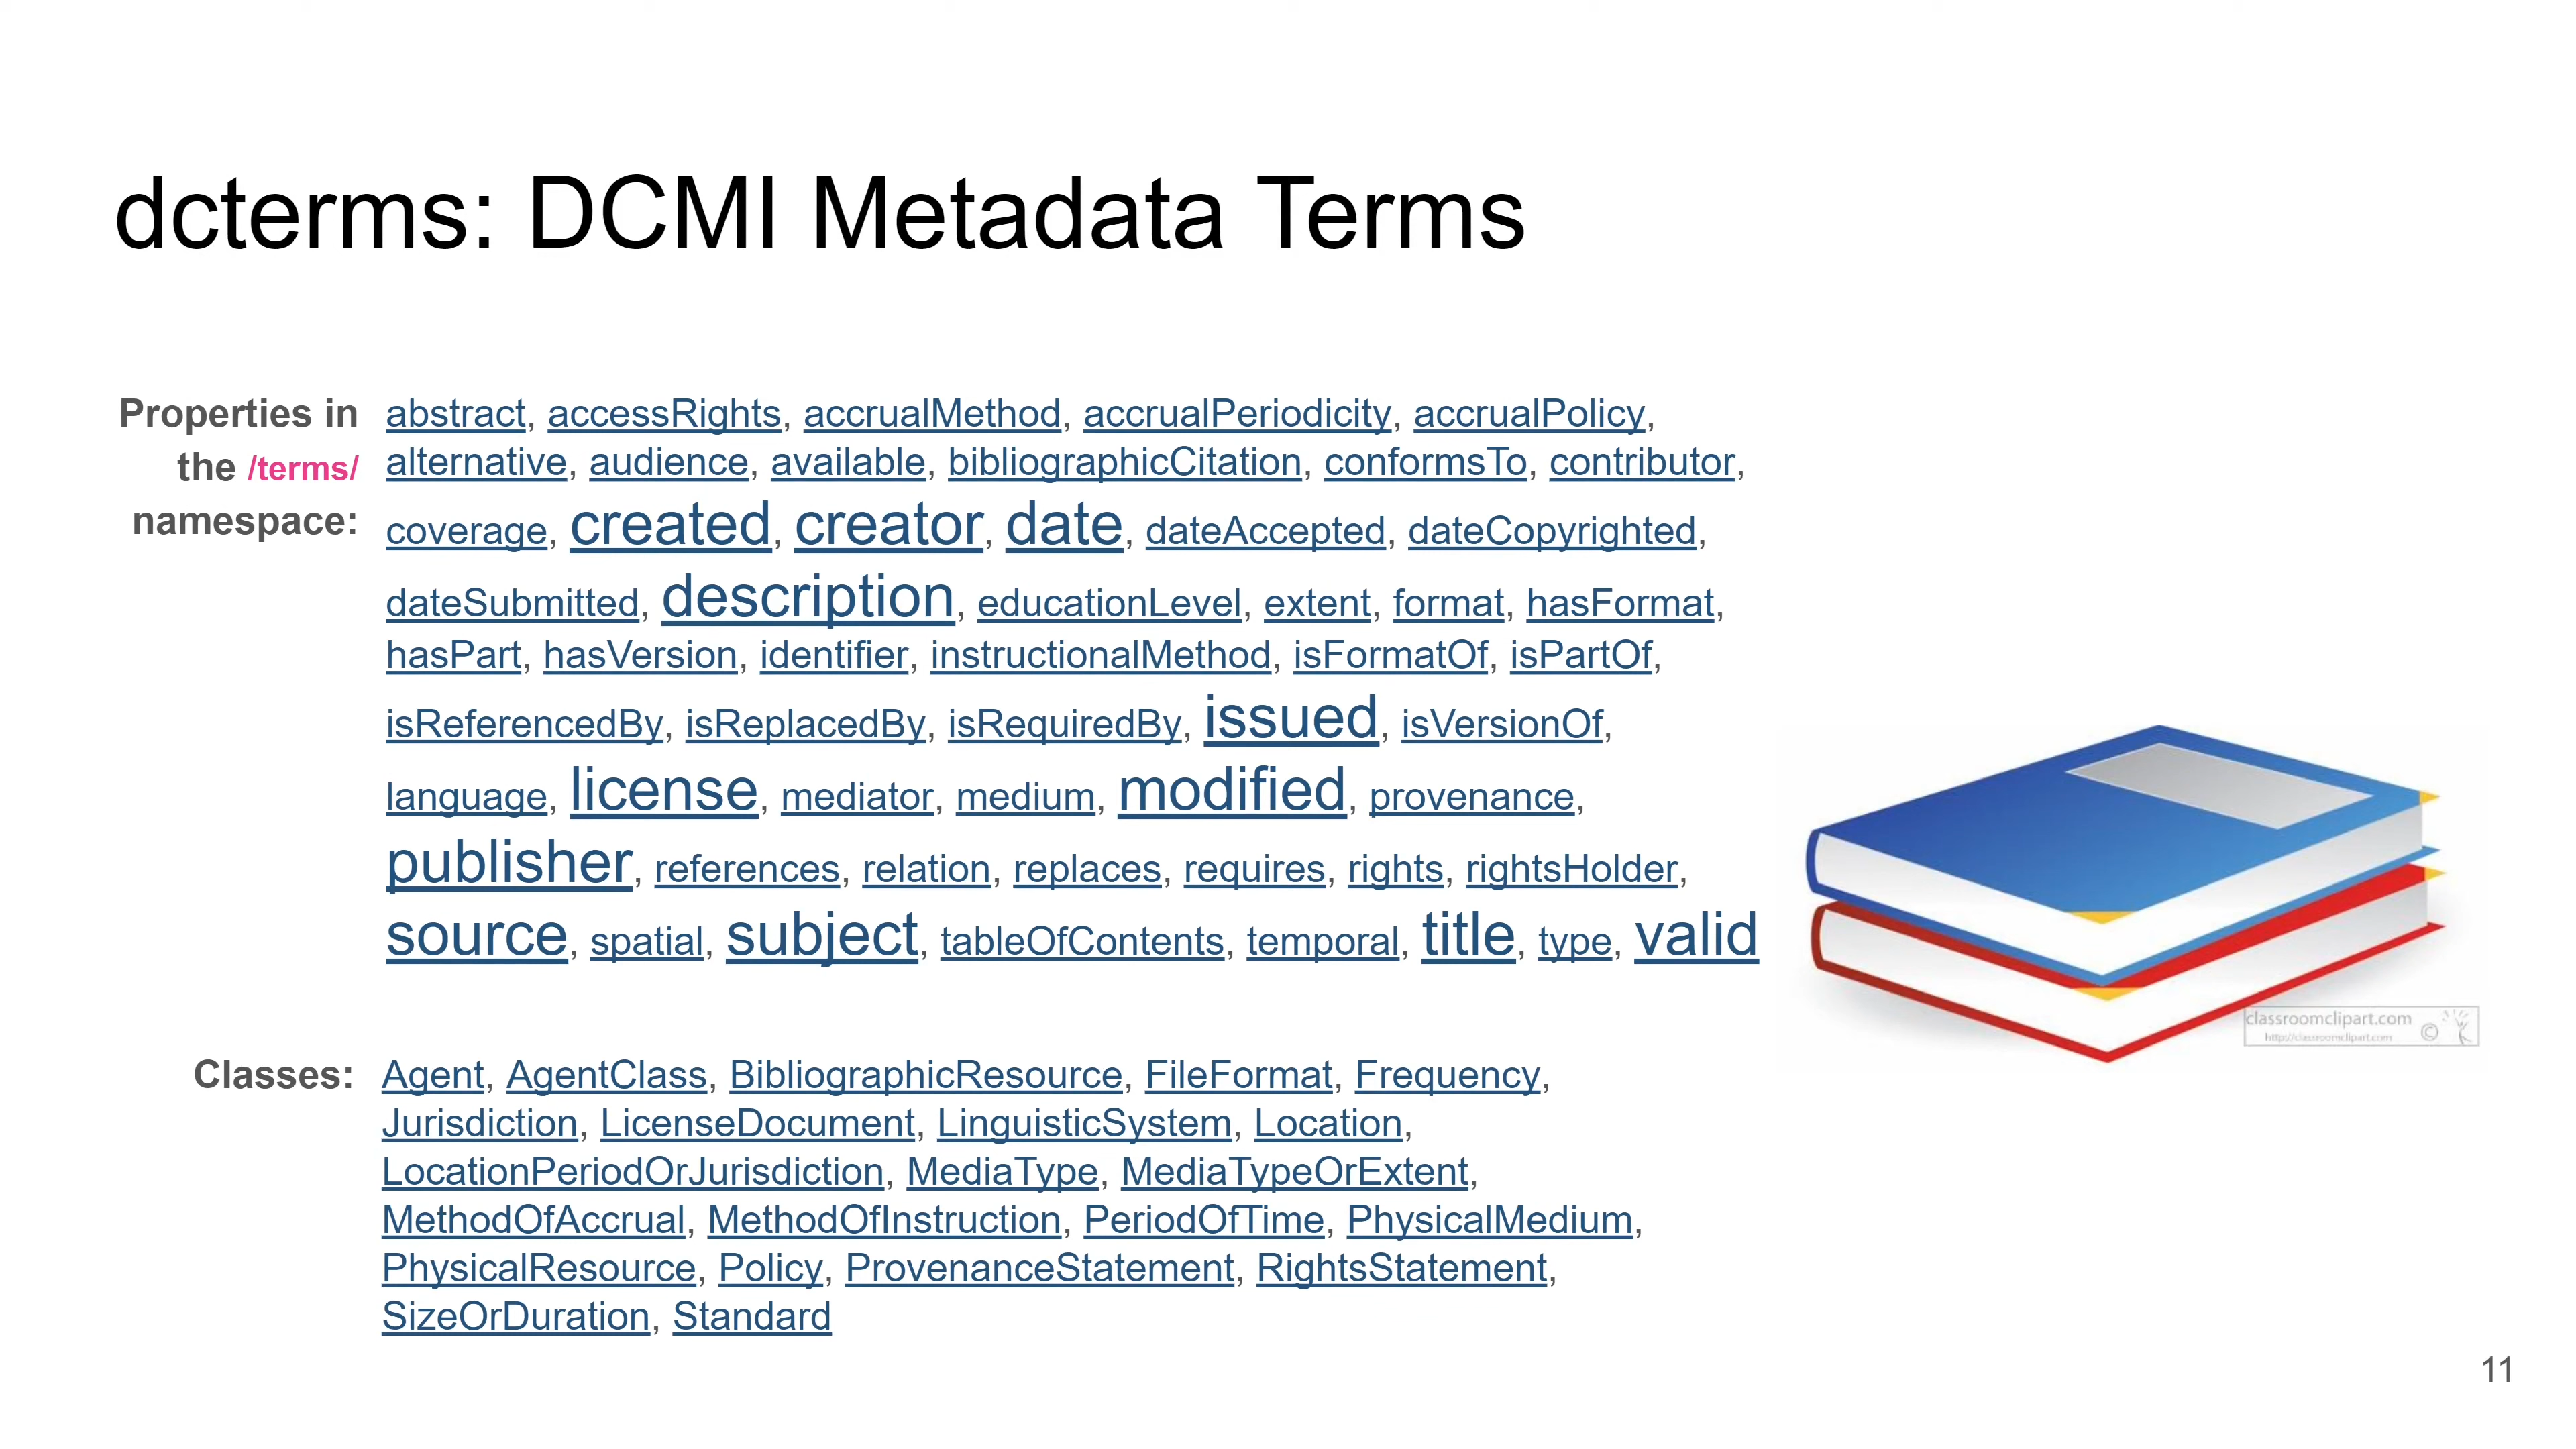 dcterms: DCMI Metadata Terms
Properties in
the /terms/
namespace:
abstract, accessRights, accrualMethod, accrualPeriodicity, accrualPolicy,
alternative, audience, available, bibliographicCitation, conformsTo, contributor,
coverage, created, creator, date, dateAccepted, dateCopyrighted,
dateSubmitted, description, educationLevel, extent, format, hasFormat,
hasPart, hasVersion, identifier, instructionalMethod, isFormatOf, isPartOf,
isReferencedBy, isReplacedBy, isRequiredBy, issued, isVersionOf,
language, license, mediator, medium, modified, provenance,
publisher, references, relation, replaces, requires, rights, rightsHolder,
source, spatial, subject, tableOfContents, temporal, title, type, valid
classroomclipart.com
http://classroomclipart.com
©
Classes:
Agent, AgentClass, BibliographicResource, FileFormat, Frequency,
Jurisdiction, LicenseDocument, LinguisticSystem, Location,
LocationPeriodOrJurisdiction, MediaType, MediaTypeOrExtent,
MethodOfAccrual, MethodOfInstruction, PeriodOfTime, PhysicalMedium,
PhysicalResource, Policy, ProvenanceStatement, RightsStatement,
SizeOrDuration, Standard
11